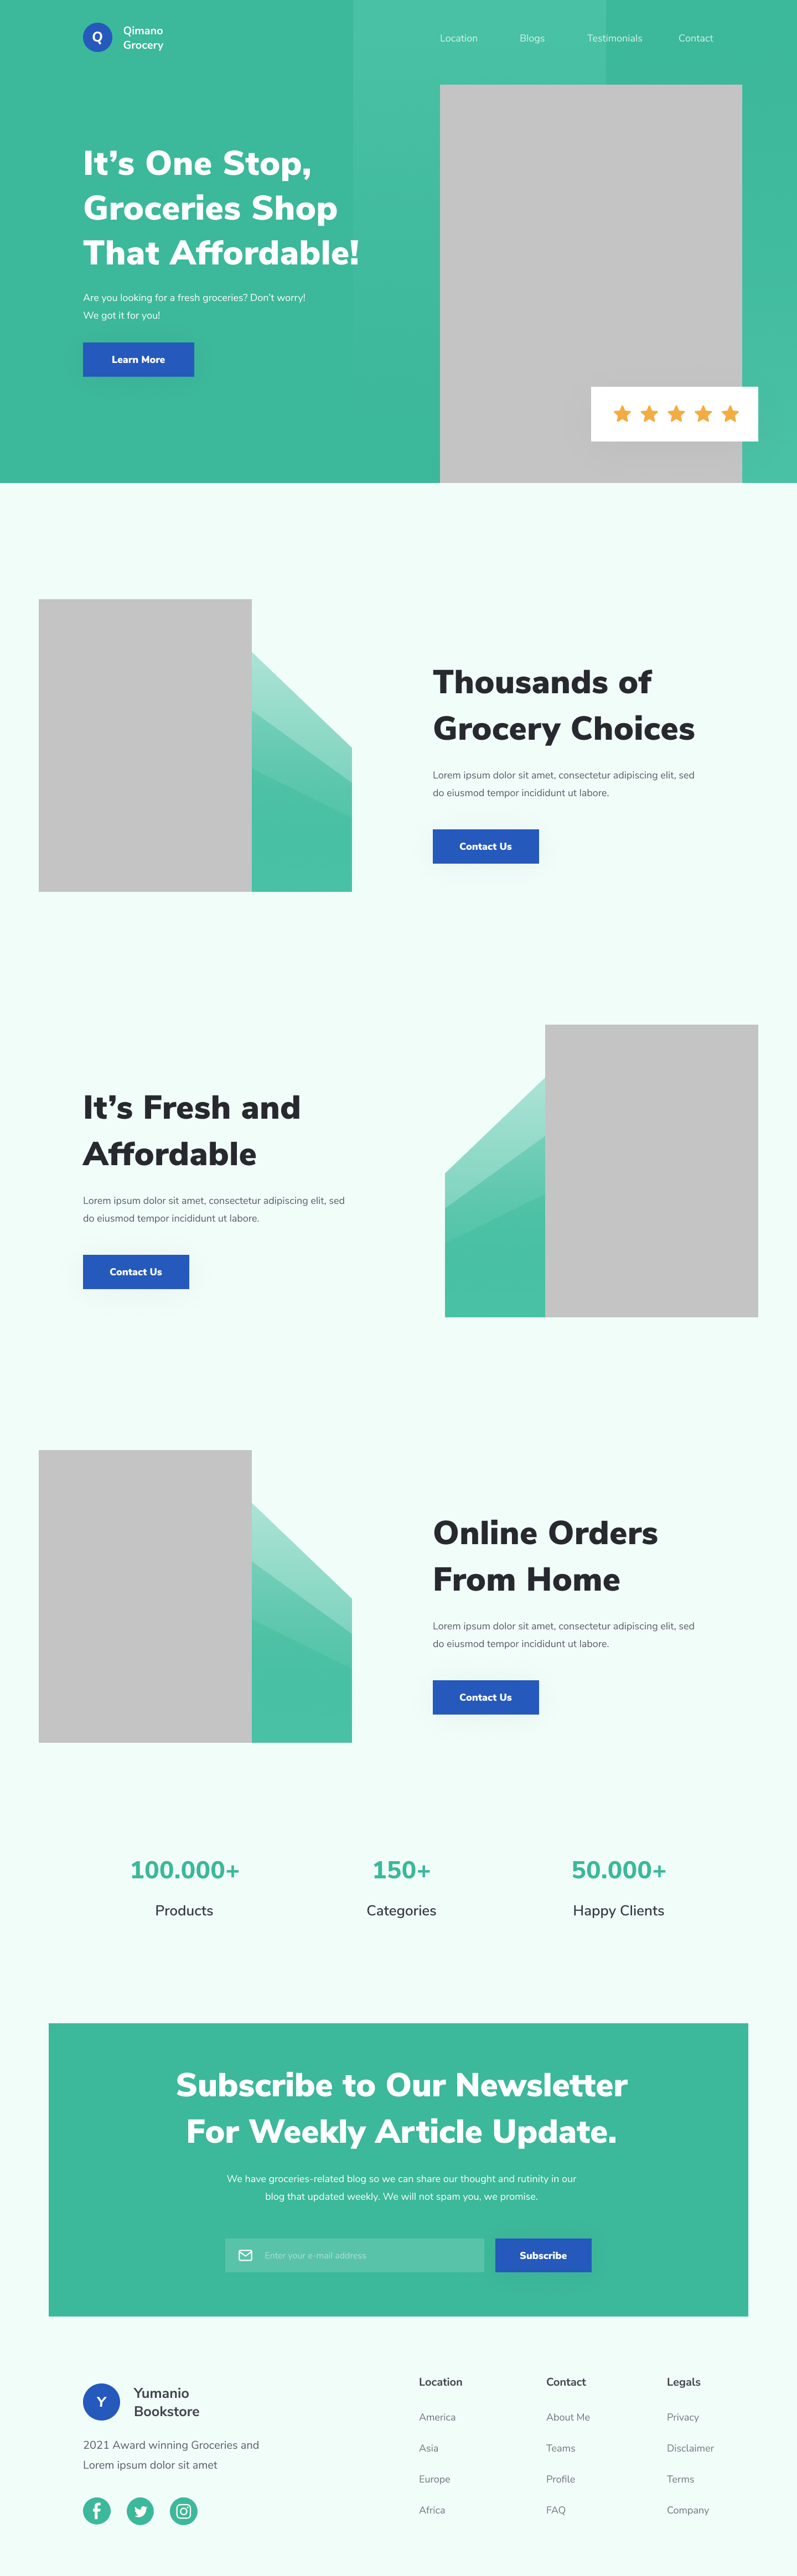 Q
Qimano
Grocery
Location
Blogs
Testimonials
Contact
It’s One Stop,
Groceries Shop
That Affordable!
Are you looking for a fresh groceries? Don’t worry!
We got it for you!
Learn More
Thousands of
Grocery Choices
Lorem ipsum dolor sit amet, consectetur adipiscing elit, sed
do eiusmod tempor incididunt ut labore.
Contact Us
It’s Fresh and
Affordable
Lorem ipsum dolor sit amet, consectetur adipiscing elit, sed
do eiusmod tempor incididunt ut labore.
Contact Us
Online Orders
From Home
Lorem ipsum dolor sit amet, consectetur adipiscing elit, sed
do eiusmod tempor incididunt ut labore.
Contact Us
100.000+
Products
150+
Categories
50.000+
Happy Clients
Subscribe to Our Newsletter
For Weekly Article Update.
We have groceries-related blog so we can share our thought and rutinity in our
blog that updated weekly. We will not spam you, we promise.
Enter your e-mail address
Subscribe
Y
Yumanio
Bookstore
2021 Award winning Groceries and
Lorem ipsum dolor sit amet
Location
America
Asia
Europe
Africa
Contact
About Me
Teams
Profile
FAQ
Legals
Privacy
Disclaimer
Terms
Company